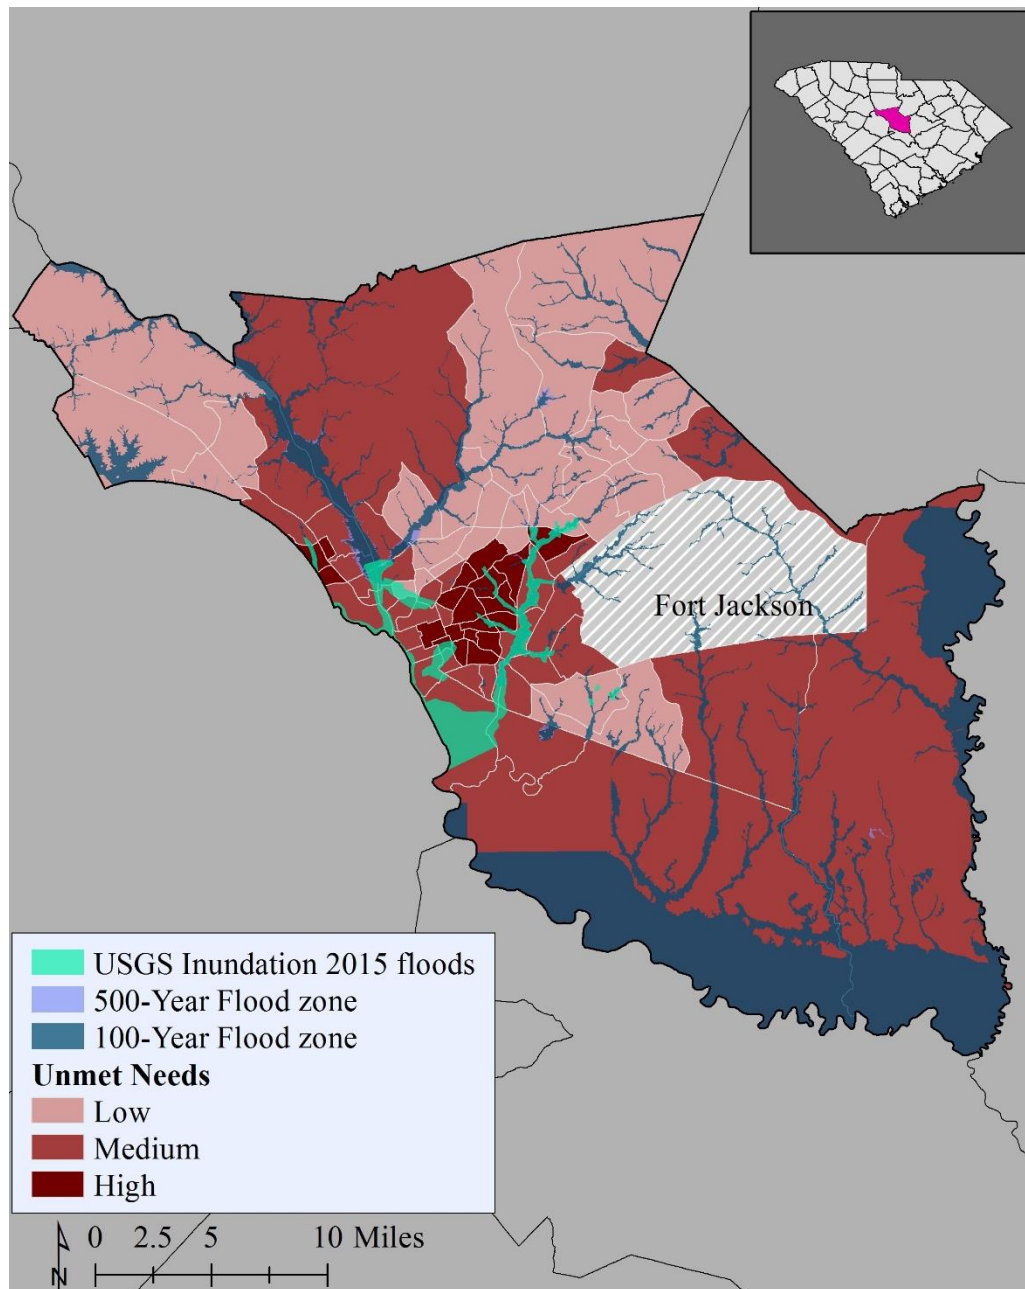 Fort Jackson
USGS Inundation 2015 floods
500-Year Flood zone
100-Year Flood zone
Unmet Needs
Low
Medium
High
N
0 2.5 5 10 Miles